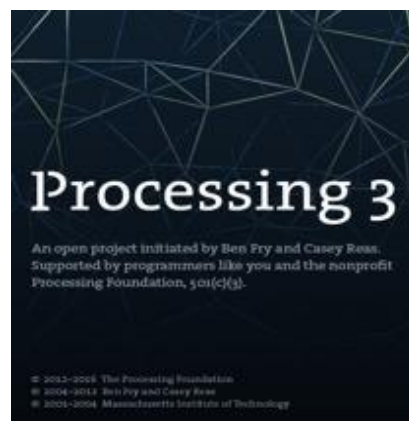 Processing 3
An open project initiated by Ben Fry and Casey Reas.
Supported by programmers like you and the nonprofit
Processing Foundation, 501(c)(3).
© 2012–2016 The Processing Foundation
© 2004–2012 Ben Fry and Casey Reas
© 2001–2004 Massachusetts Institute of Technology